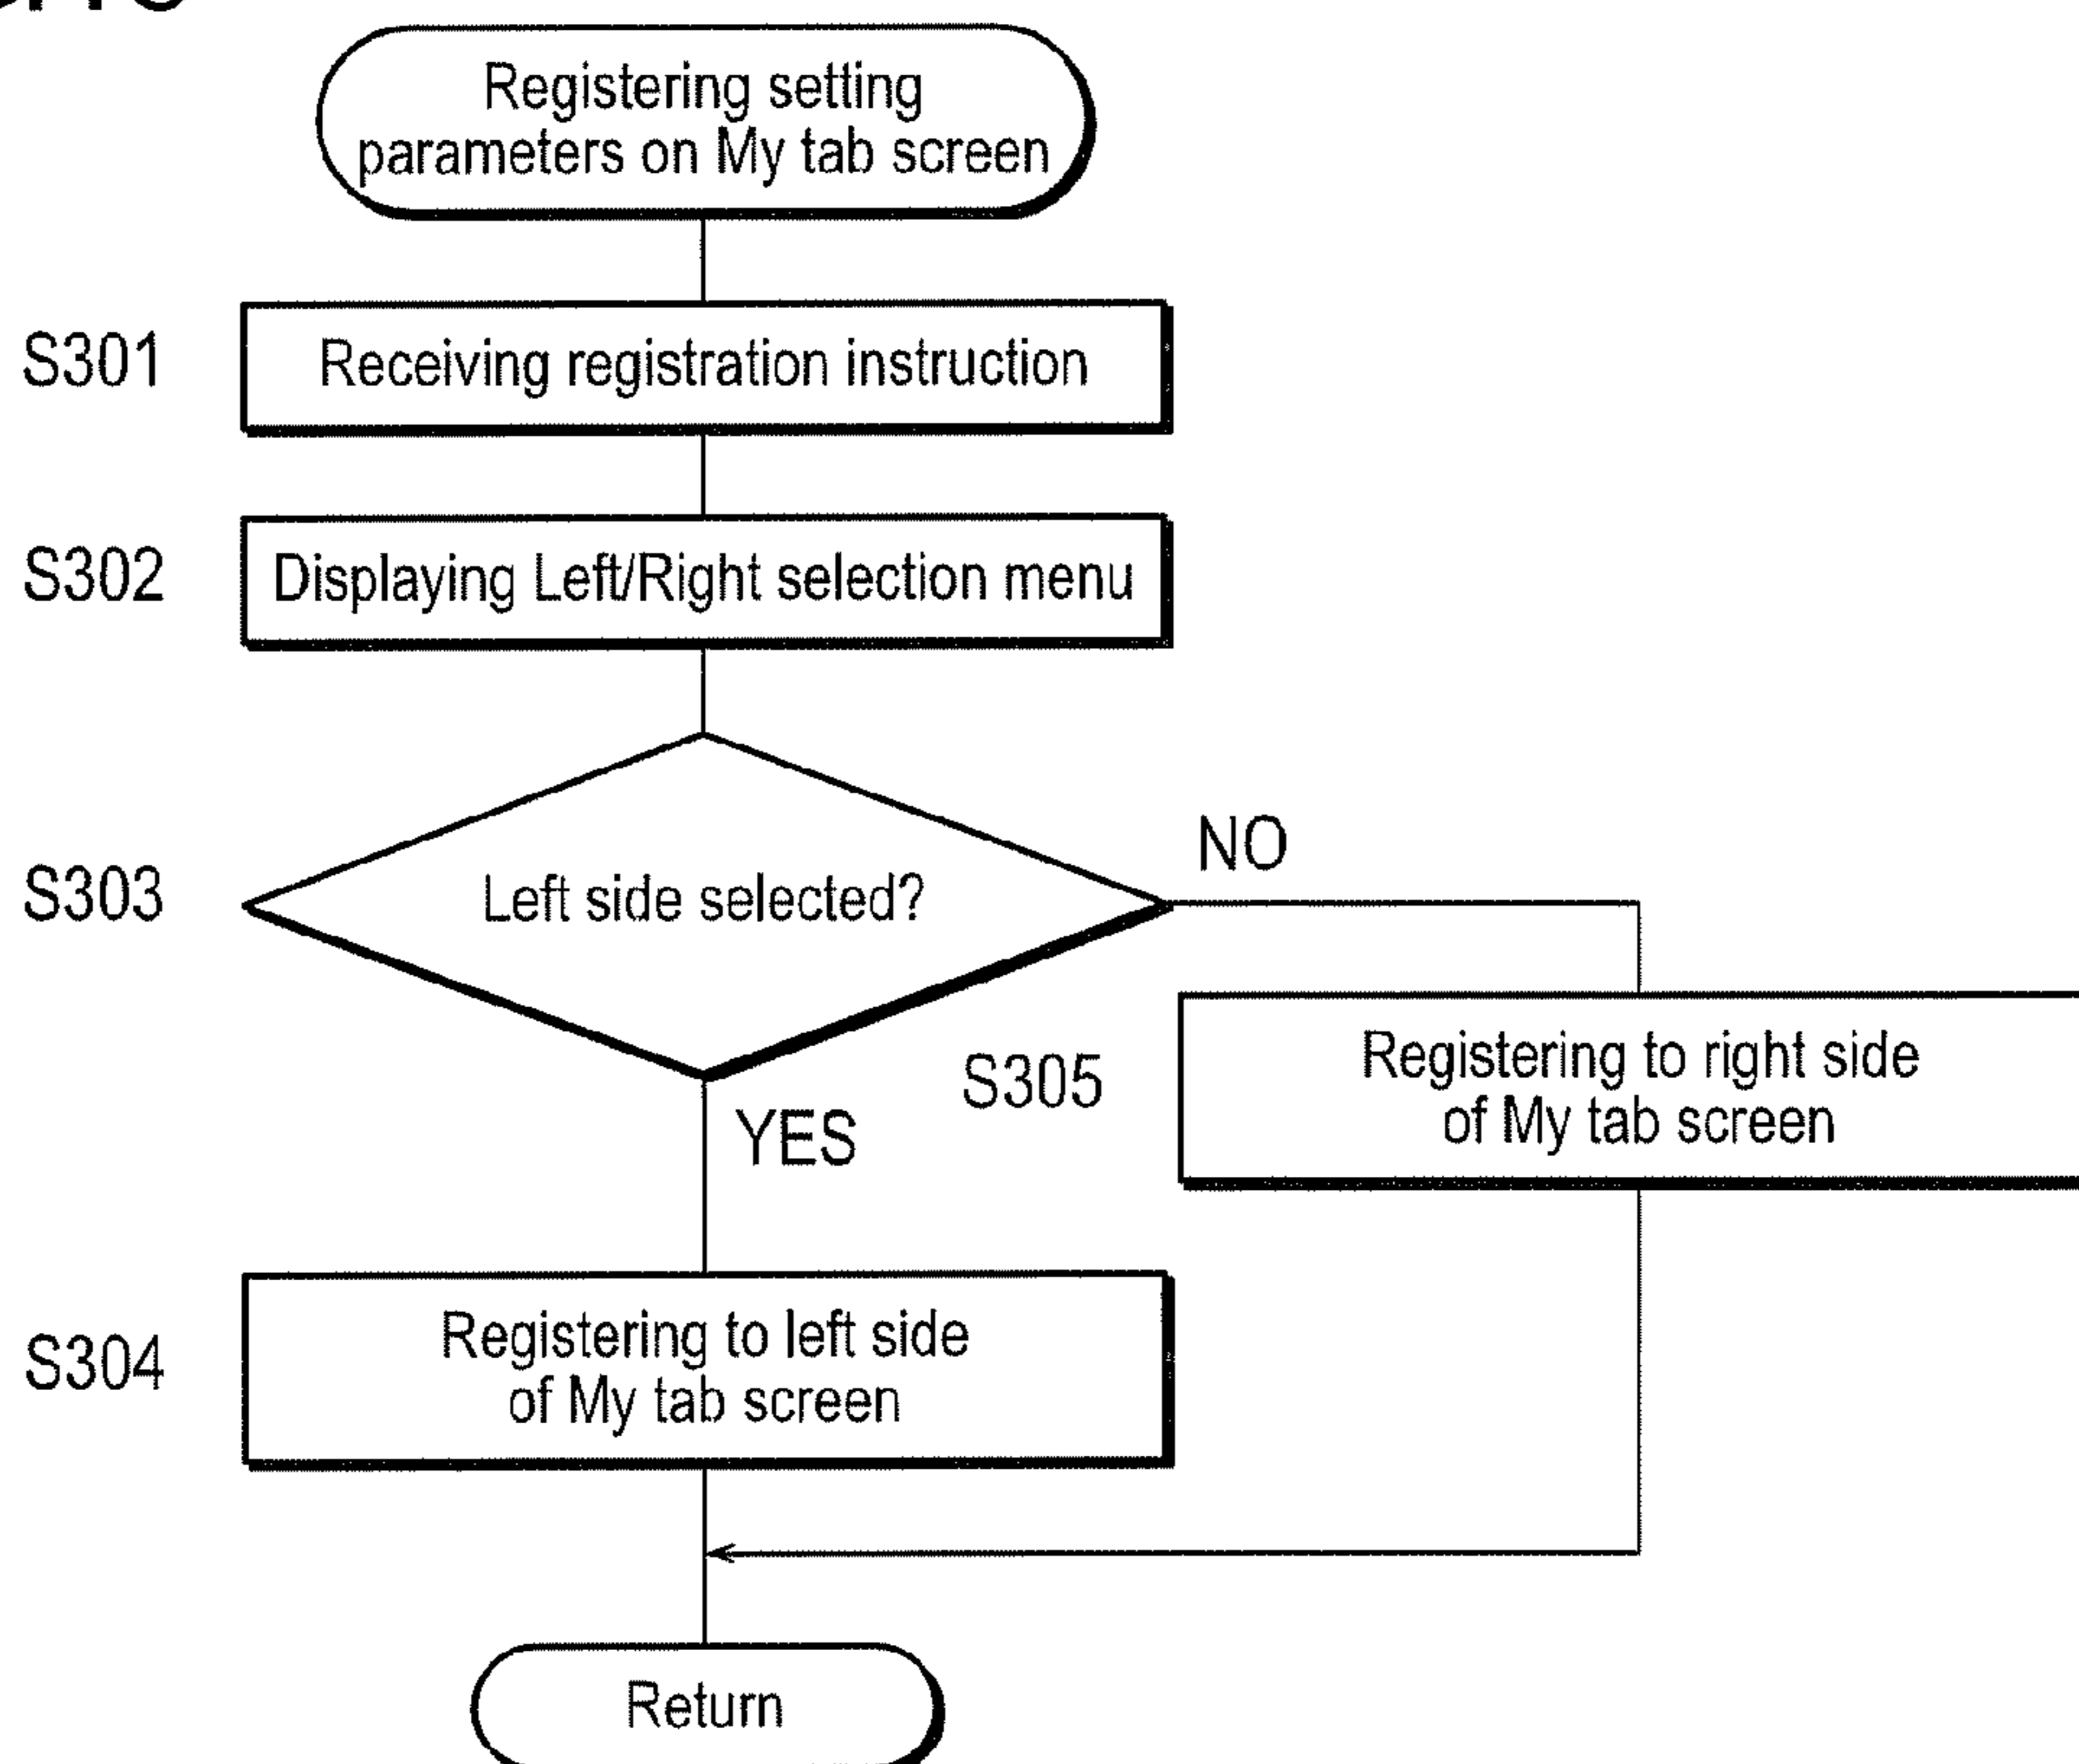 Registering setting
parameters on My tab screen
S301
Receiving registration instruction
S302
Displaying Left/Right selection menu
S303
Left side selected?
NO
YES
S305
Registering to right side
of My tab screen
S304
Registering to left side
of My tab screen
Return